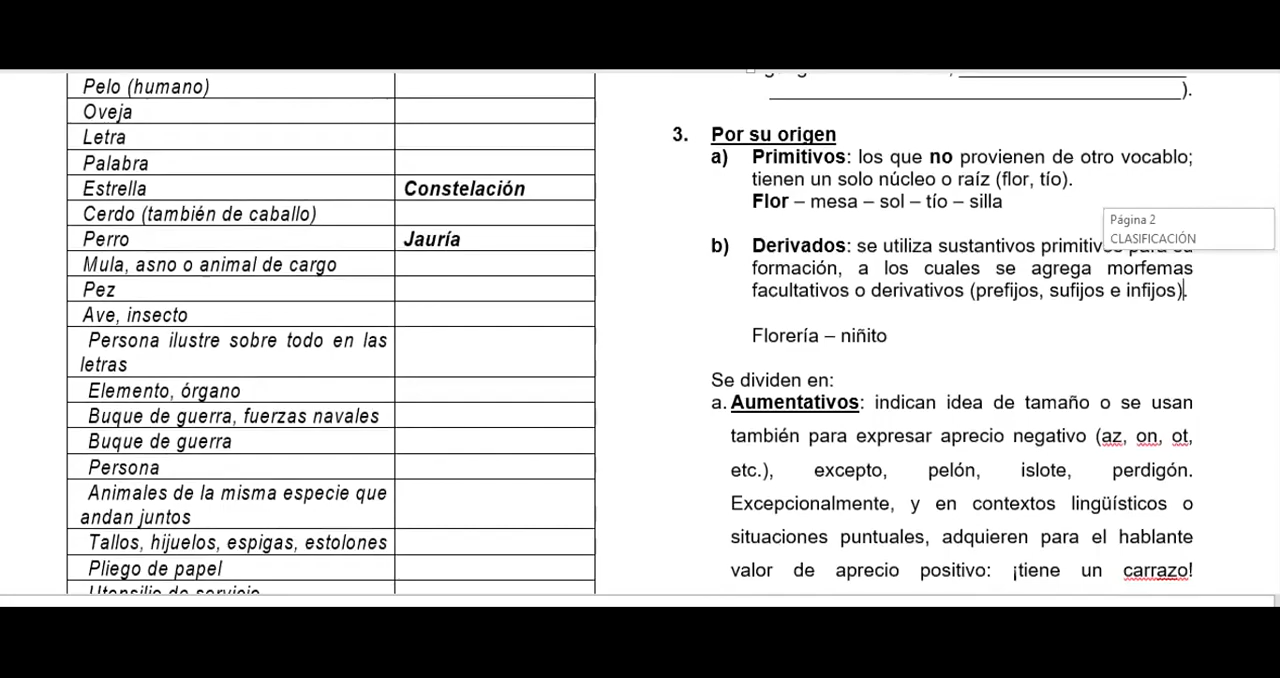 Pelo (humano)
Oveja
Letra
Palabra
Estrella Constelación
Cerdo (también de caballo)
Perro Jauría
Mula, asno o animal de cargo
Pez
Ave, insecto
Persona ilustre sobre todo en las
letras
Elemento, órgano
Buque de guerra, fuerzas navales
Buque de guerra
Persona
Animales de la misma especie que
andan juntos
Tallos, hijuelos, espigas, estolones
Pliego de papel
Utensilio de servicio
).
3. Por su origen
a) Primitivos: los que no provienen de otro vocablo;
tienen un solo núcleo o raíz (flor, tío).
Flor – mesa – sol – tío – silla
Página 2
CLASIFICACIÓN
b) Derivados: se utiliza sustantivos primitivos para su
formación, a los cuales se agrega morfemas
facultativos o derivativos (prefijos, sufijos e infijos).
Florería – niñito
Se dividen en:
a. Aumentativos: indican idea de tamaño o se usan
también para expresar aprecio negativo (az, on, ot,
etc.), excepto, pelón, islote, perdigón.
Excepcionalmente, y en contextos lingüísticos o
situaciones puntuales, adquieren para el hablante
valor de aprecio positivo: ¡tiene un carrazo!